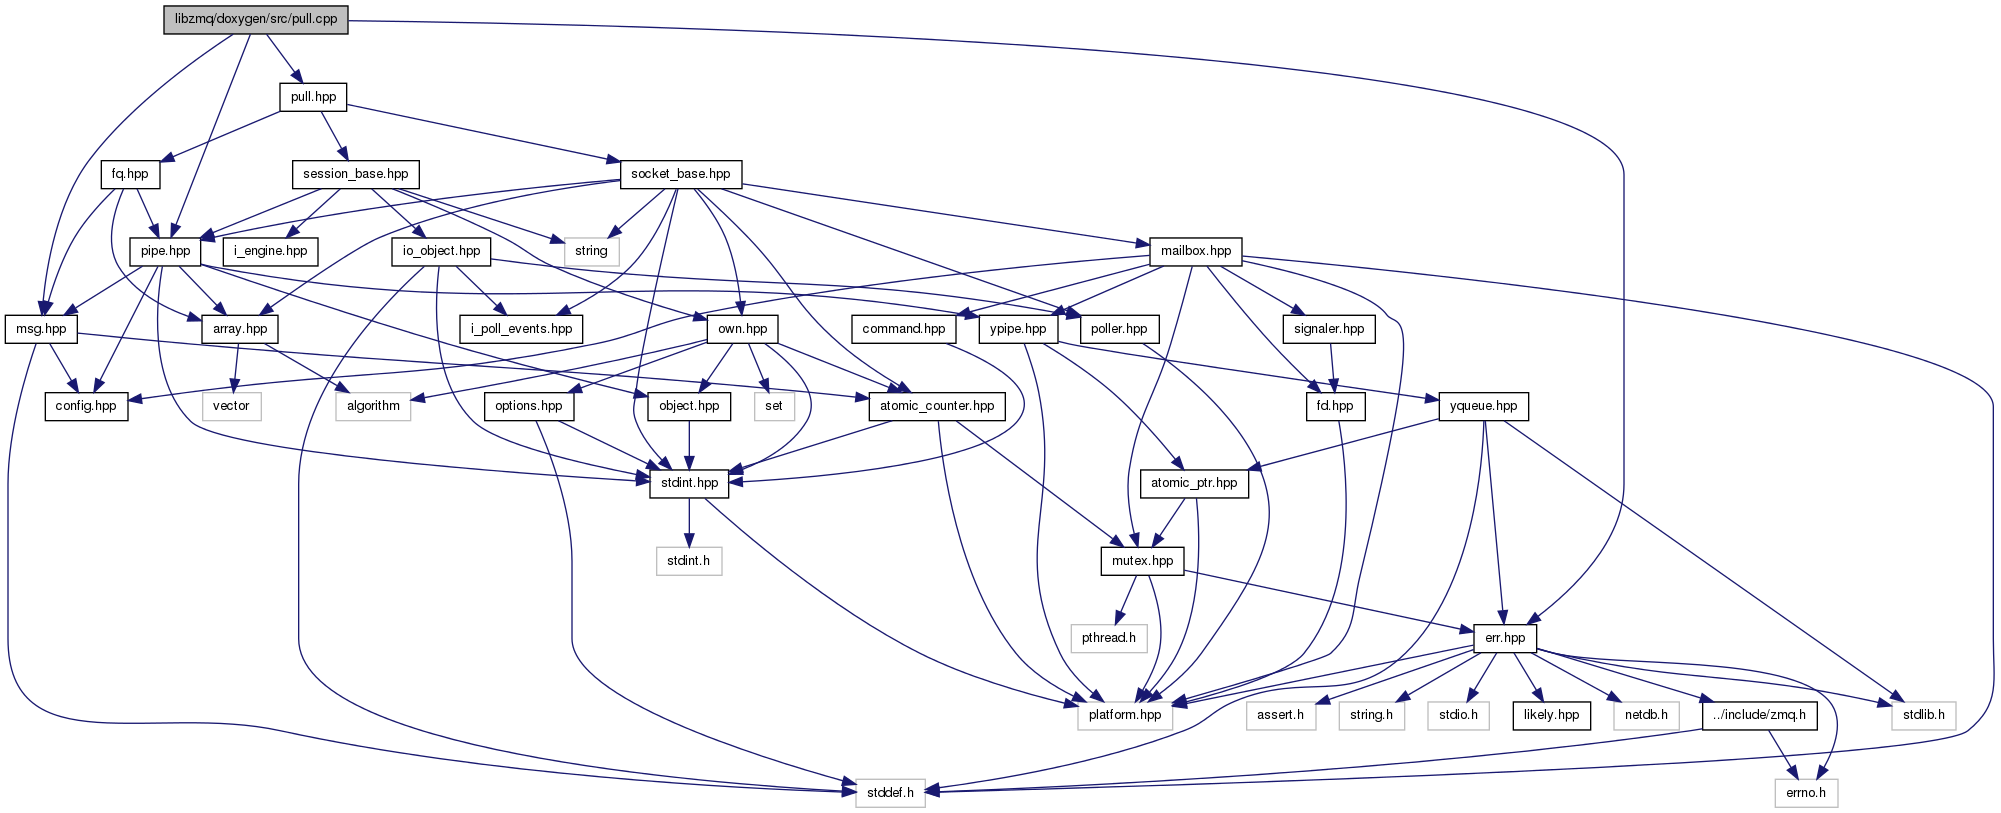 libzmq/doxygen/src/pull.cpp
pull.hpp
fq.hpp
session_base.hpp
socket_base.hpp
pipe.hpp
i_engine.hpp
io_object.hpp
string
mailbox.hpp
msg.hpp
array.hpp
i_poll_events.hpp
own.hpp
command.hpp
ypipe.hpp
poller.hpp
signaler.hpp
config.hpp
vector
algorithm
options.hpp
object.hpp
set
atomic_counter.hpp
fd.hpp
yqueue.hpp
stdint.hpp
atomic_ptr.hpp
stdint.h
mutex.hpp
pthread.h
err.hpp
platform.hpp
assert.h
string.h
stdio.h
likely.hpp
netdb.h
../include/zmq.h
stdlib.h
stddef.h
errno.h